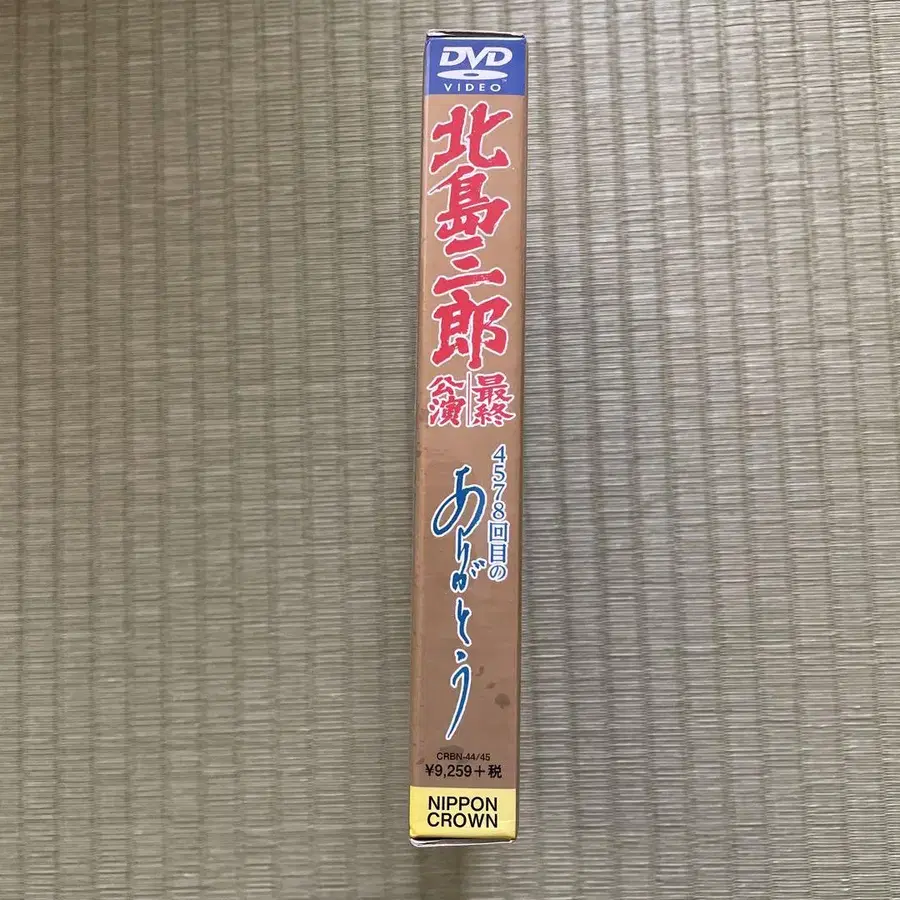 DVD
VIDEO
北島三郎
最終
公演
4578回目の
ありがとう
CRBN-44/45
¥9,259+税
NIPPON
CROWN